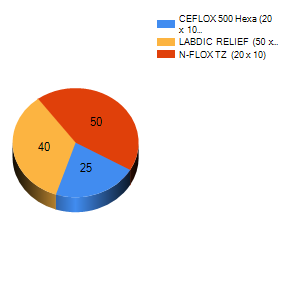 CEFLOX 500 Hexa (20
x 10...
LABDIC RELIEF (50 x...
N-FLOX TZ (20 x 10)
50
40
25